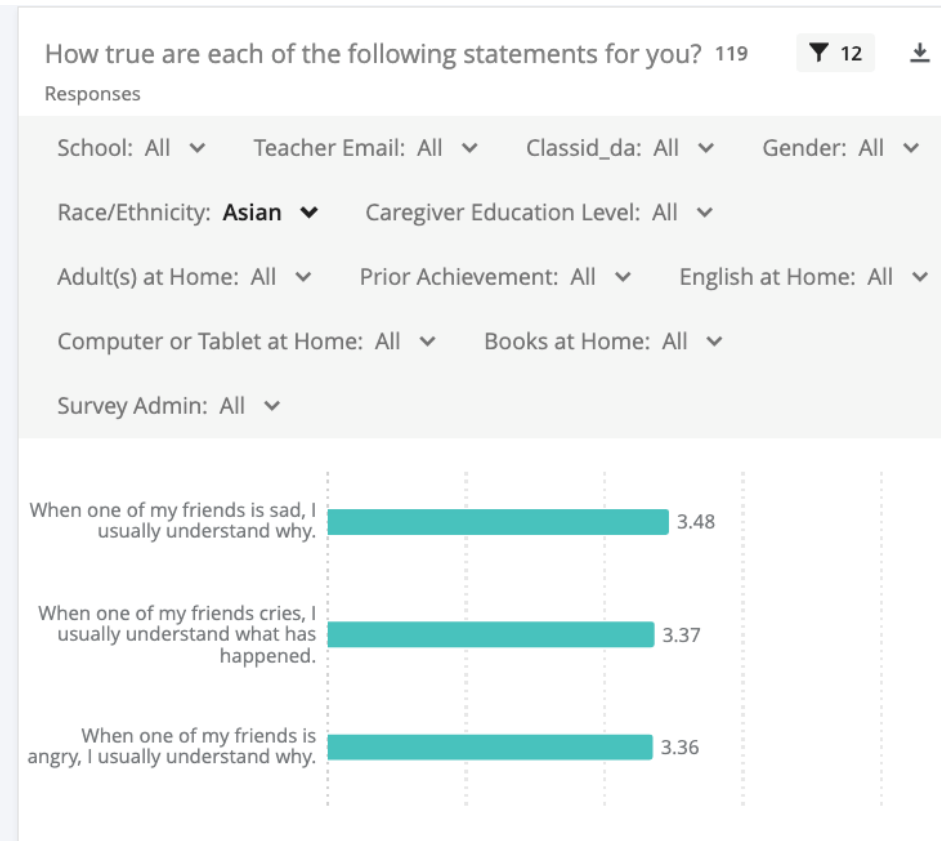 How true are each of the following statements for you? 119 12
Responses
School: All Teacher Email: All Classid_da: All Gender: All
Race/Ethnicity: Asian Caregiver Education Level: All
Adult(s) at Home: All Prior Achievement: All English at Home: All
Computer or Tablet at Home: All Books at Home: All
Survey Admin: All
When one of my friends is sad, I
usually understand why.
3.48
When one of my friends cries, I
usually understand what has
happened.
3.37
When one of my friends is
angry, I usually understand why.
3.36